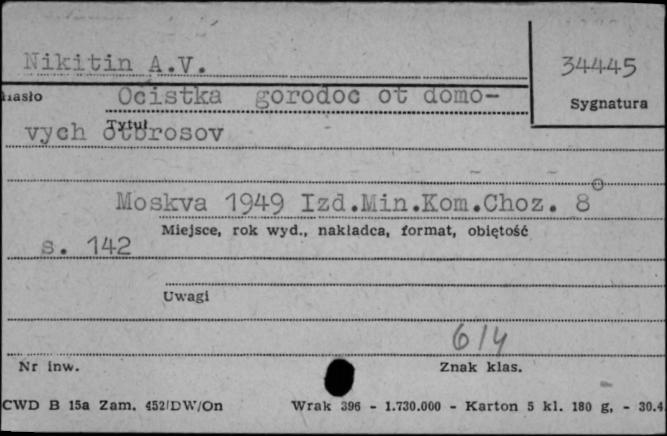 Nikitin A.V.
34445
Hasło
Sygnatura
Ocistka gorodoc ot domo-
Tytuł
vych otbrosov
Moskva 1949 Izd.Min.Kom.Choz. 8°
Miejsce, rok wyd., nakładca, format, objętość
s. 142
Uwagi
614
Nr inw.
Znak klas.
CWD B 15a Zam. 452/DW/On Wrak 396 - 1.730.000 - Karton 5 kl. 180 g, - 30.4